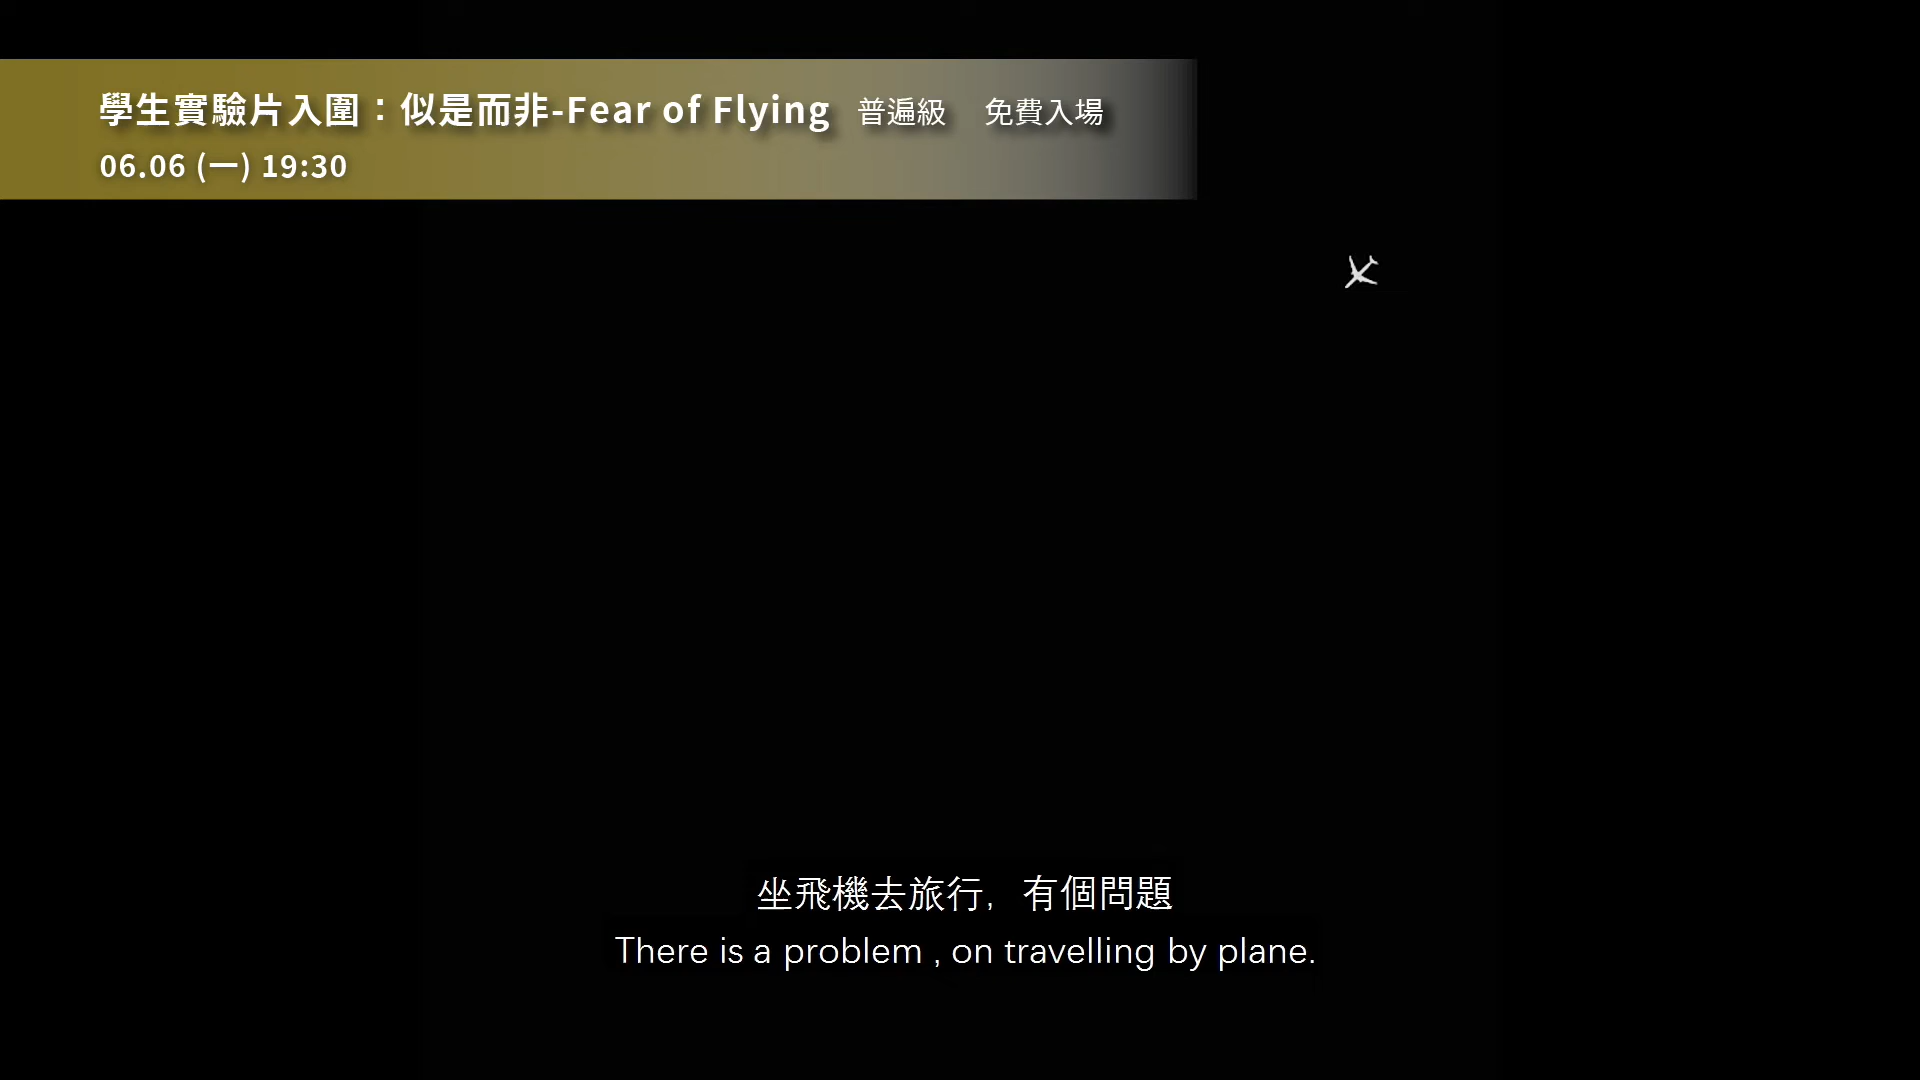 學生實驗片入圍：似是而非-Fear of Flying 普遍級 免費入場
06.06 (一) 19:30
坐飛機去旅行, 有個問題
There is a problem , on travelling by plane.